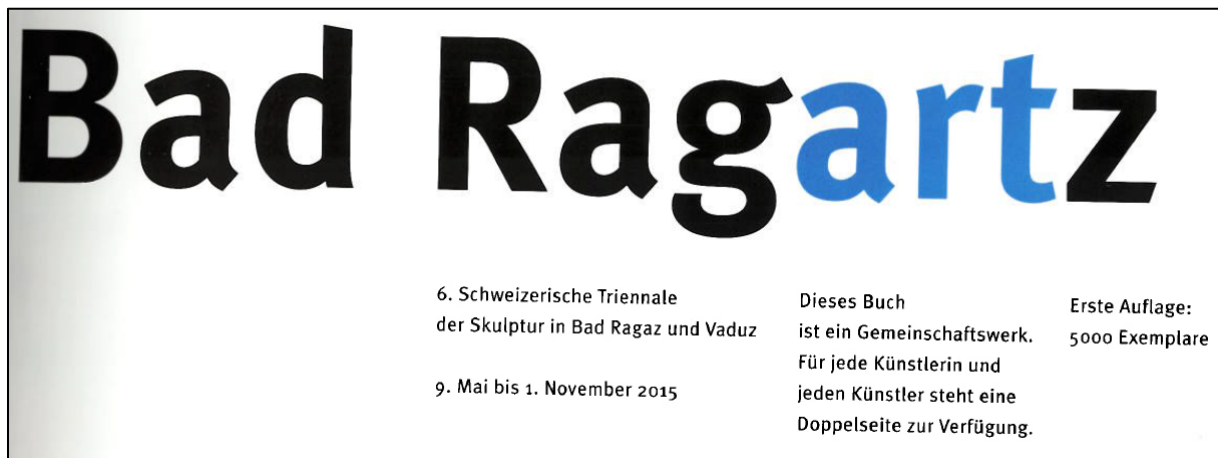 Bad Ragartz
6. Schweizerische Triennale
der Skulptur in Bad Ragaz und Vaduz
9. Mai bis 1. November 2015
Dieses Buch
ist ein Gemeinschaftswerk.
Für jede Künstlerin und
jeden Künstler steht eine
Doppelseite zur Verfügung.
Erste Auflage:
5000 Exemplare